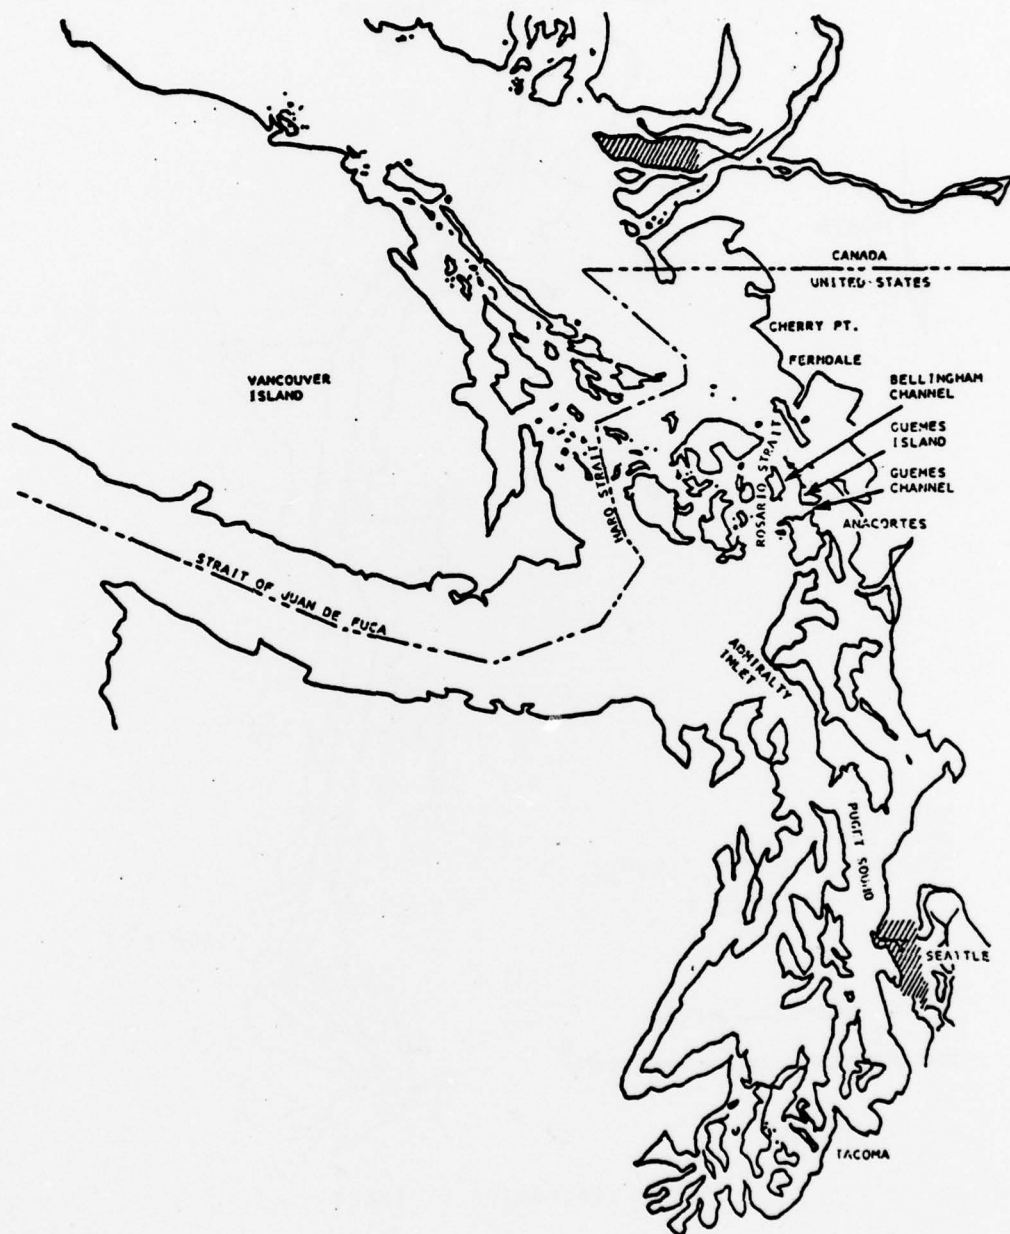 CANADA
UNITED-STATES
CHERRY PT.
FERNDALE
VANCOUVER
ISLAND
BELLINGHAM
CHANNEL
GUEMES
ISLAND
GUEMES
CHANNEL
HARO STRAIT
ROSARIO STRAIT
ANACORTES
STRAIT OF JUAN DE FUCA
ADMIRALTY
INLET
PUGET SOUND
SEATTLE
TACOMA